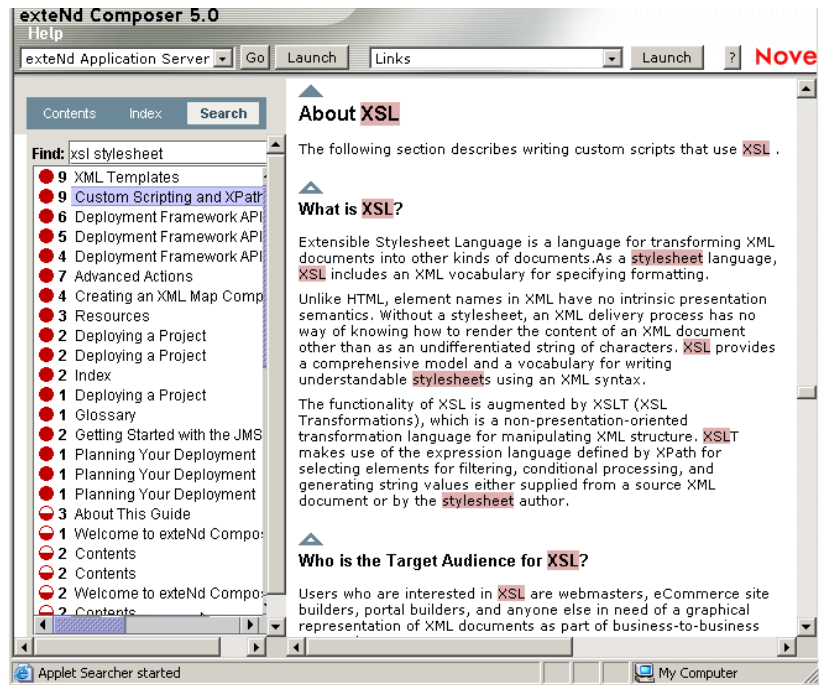 exteNd Composer 5.0
Help
exteNd Application Server Go Launch Links Launch ? Nove
Contents Index Search
Find: xsl stylesheet
9 XML Templates
9 Custom Scripting and XPath
6 Deployment Framework API
5 Deployment Framework API
4 Deployment Framework API
7 Advanced Actions
4 Creating an XML Map Comp
3 Resources
2 Deploying a Project
2 Deploying a Project
2 Index
1 Deploying a Project
1 Glossary
2 Getting Started with the JMS
1 Planning Your Deployment
1 Planning Your Deployment
1 Planning Your Deployment
3 About This Guide
1 Welcome to exteNd Compo
2 Contents
2 Contents
2 Welcome to exteNd Compo
2 Contents
About XSL
The following section describes writing custom scripts that use XSL .
What is XSL?
Extensible Stylesheet Language is a language for transforming XML
documents into other kinds of documents.As a stylesheet language,
XSL includes an XML vocabulary for specifying formatting.
Unlike HTML, element names in XML have no intrinsic presentation
semantics. Without a stylesheet, an XML delivery process has no
way of knowing how to render the content of an XML document
other than as an undifferentiated string of characters. XSL provides
a comprehensive model and a vocabulary for writing
understandable stylesheets using an XML syntax.
The functionality of XSL is augmented by XSLT (XSL
Transformations), which is a non-presentation-oriented
transformation language for manipulating XML structure. XSLT
makes use of the expression language defined by XPath for
selecting elements for filtering, conditional processing, and
generating string values either supplied from a source XML
document or by the stylesheet author.
Who is the Target Audience for XSL?
Users who are interested in XSL are webmasters, eCommerce site
builders, portal builders, and anyone else in need of a graphical
representation of XML documents as part of business-to-business
Applet Searcher started
My Computer